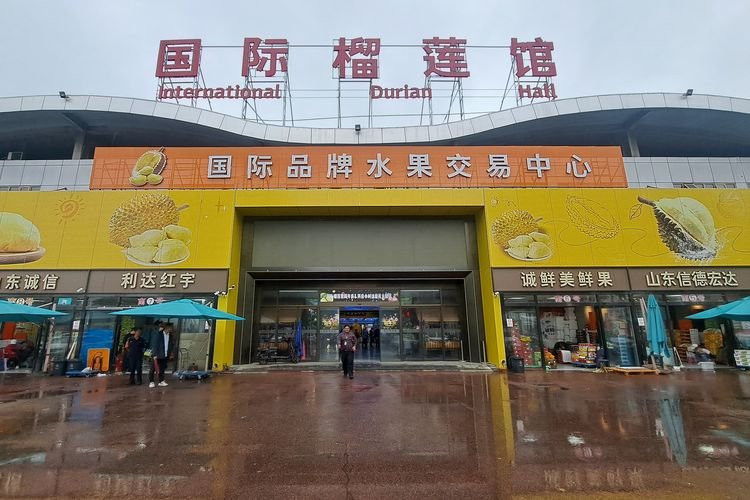 国际榴莲馆
International Durian Hall
国际品牌水果交易中心
山东诚信
利达红宇
诚鲜美鲜果
山东信德宏达